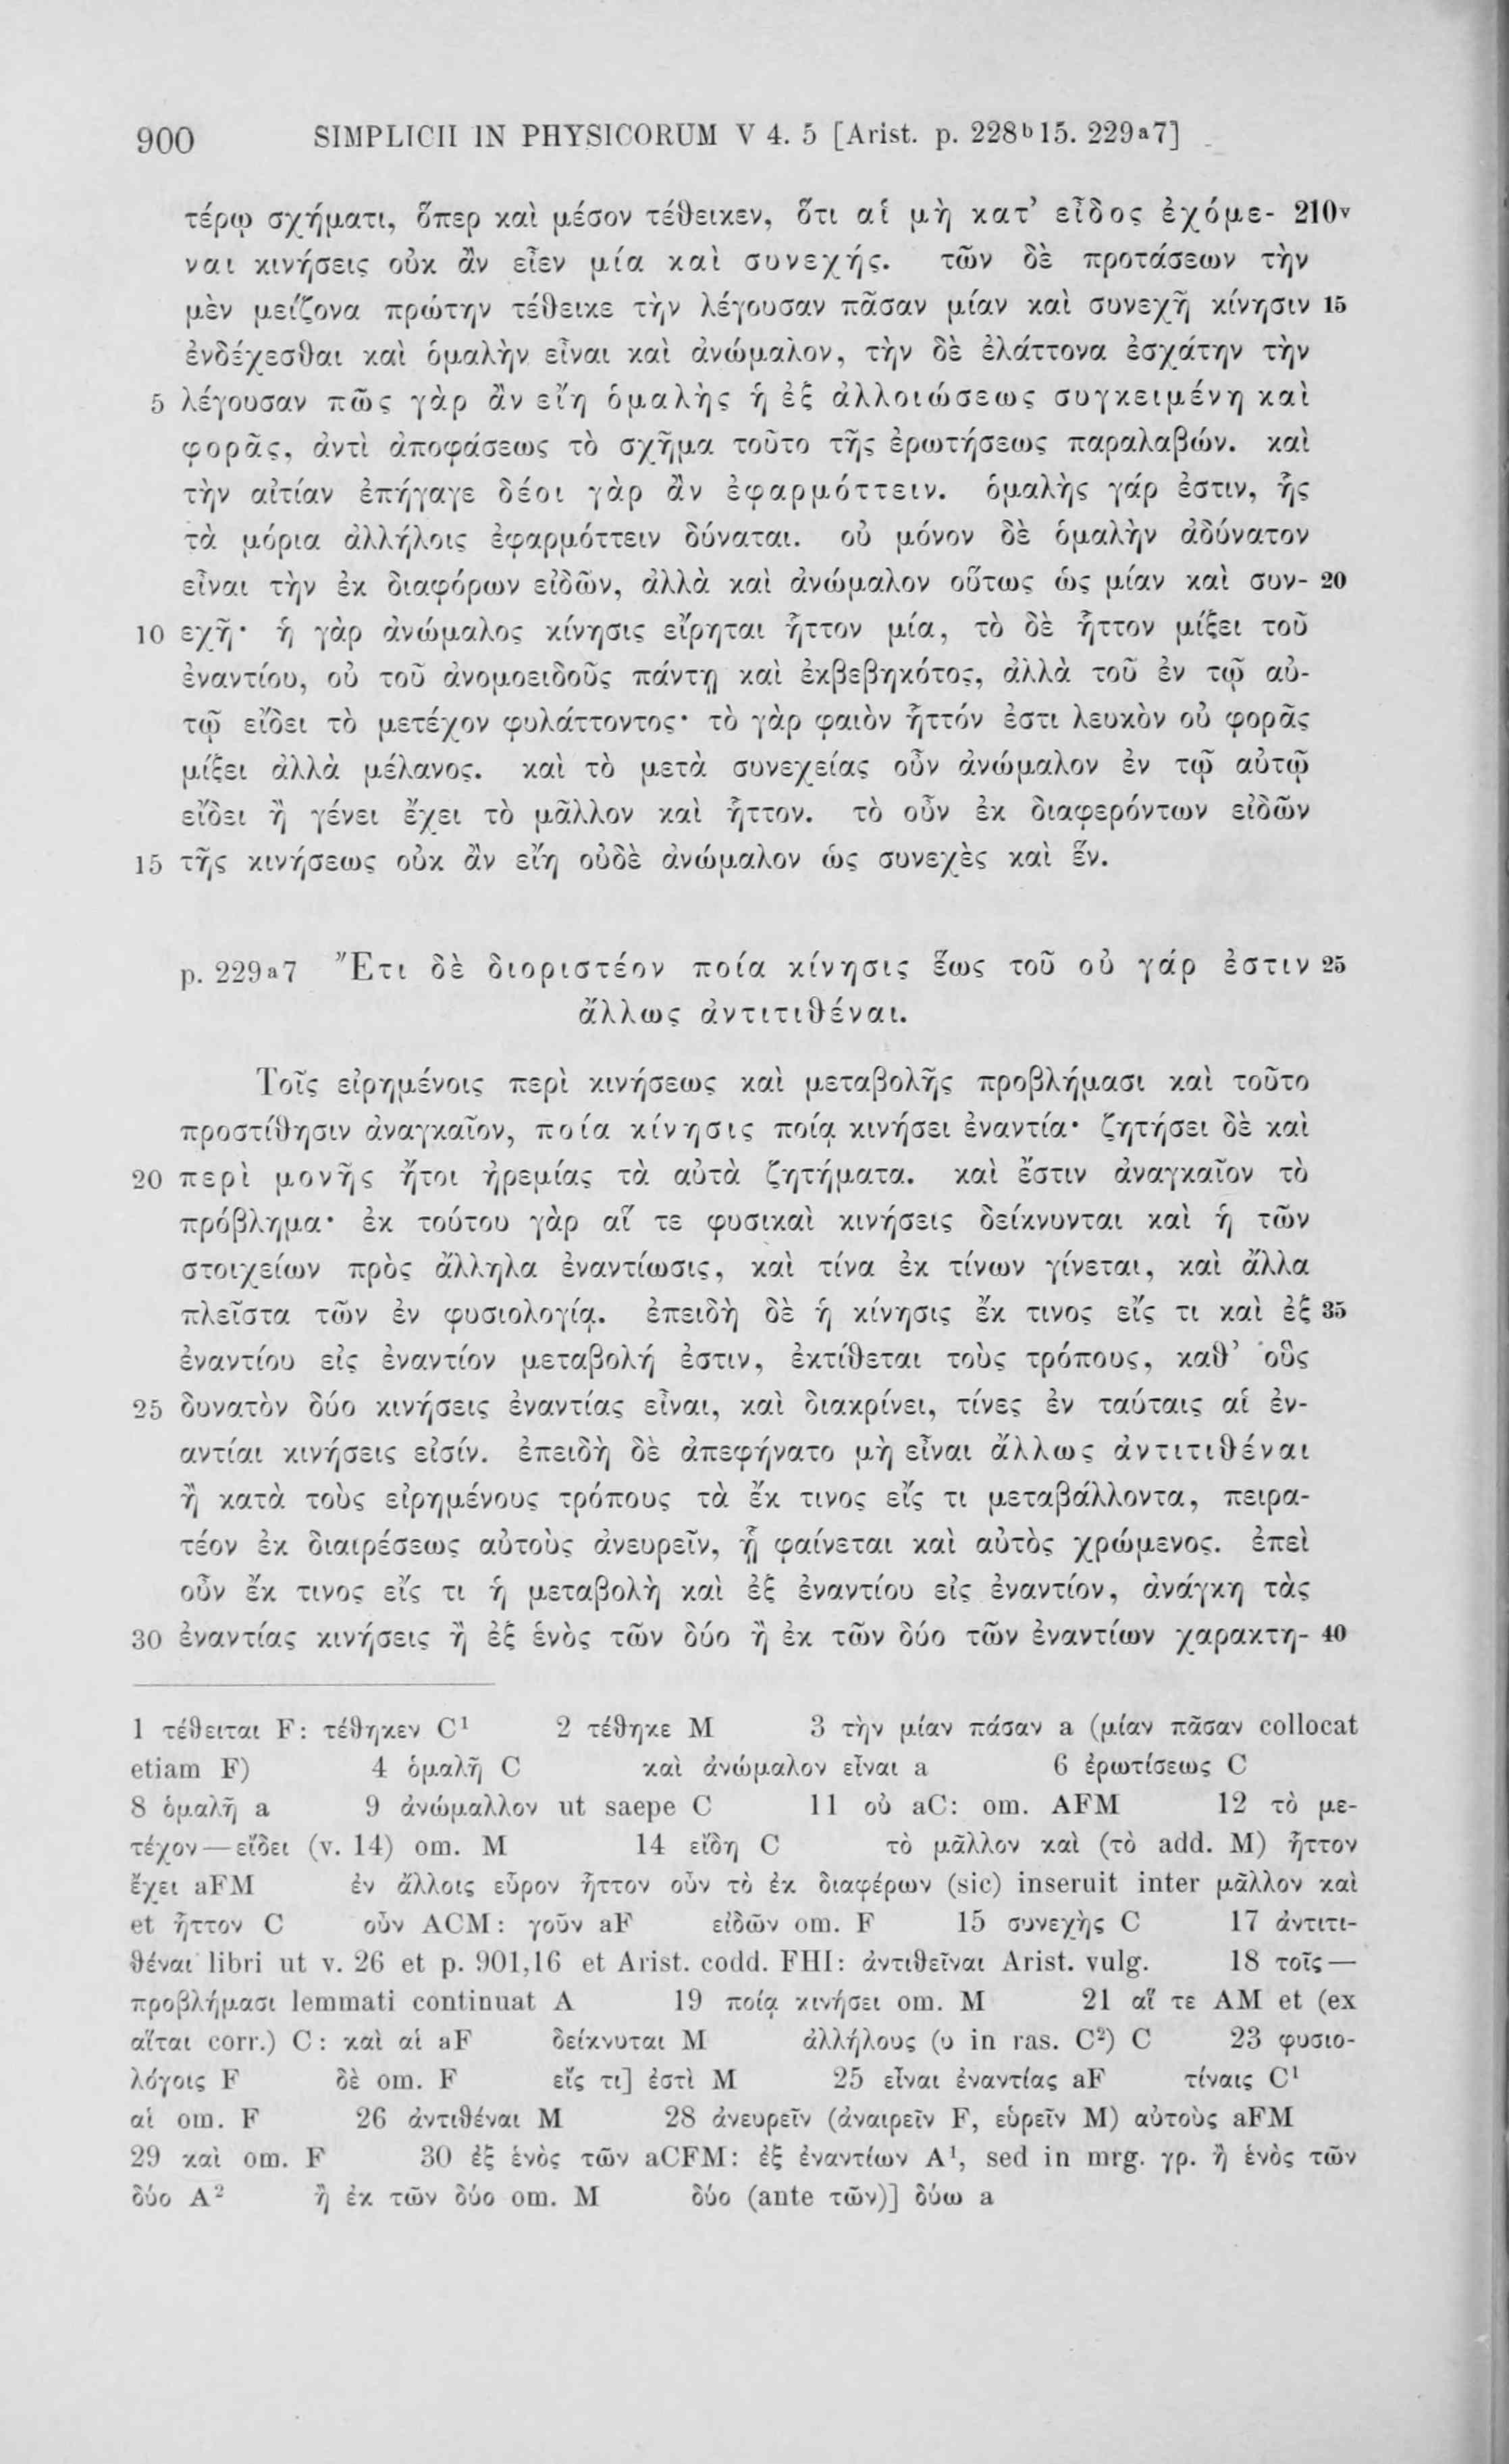 900 SIMPLICII IN PHYSICORUM V 4. 5 [Arist. p. 228ᵇ15. 229ᵃ7]
τέρῳ σχήματι, ὅπερ καὶ μέσον τέθεικεν, ὅτι αἱ μὴ κατ’ εἶδος ἐχόμε- 210ᵛ
ναι κινήσεις οὐκ ἂν εἶεν μία καὶ συνεχής. τῶν δὲ προτάσεων τὴν
μὲν μείζονα πρώτην τέθεικε τὴν λέγουσαν πᾶσαν μίαν καὶ συνεχῆ κίνησιν 15
ἐνδέχεσθαι καὶ ὁμαλὴν εἶναι καὶ ἀνώμαλον, τὴν δὲ ἐλάττονα ἐσχάτην τὴν
5 λέγουσαν πῶς γὰρ ἂν εἴη ὁμαλὴς ἡ ἐξ ἀλλοιώσεως συγκειμένη καὶ
φορᾶς, ἀντὶ ἀποφάσεως τὸ σχῆμα τοῦτο τῆς ἐρωτήσεως παραλαβών. καὶ
τὴν αἰτίαν ἐπήγαγε δέοι γὰρ ἂν ἐφαρμόττειν. ὁμαλὴς γάρ ἐστιν, ἧς
τὰ μόρια ἀλλήλοις ἐφαρμόττειν δύναται. οὐ μόνον δὲ ὁμαλὴν ἀδύνατον
εἶναι τὴν ἐκ διαφόρων εἰδῶν, ἀλλὰ καὶ ἀνώμαλον οὕτως ὡς μίαν καὶ συν- 20
10 εχῆ· ἡ γὰρ ἀνώμαλος κίνησις εἴρηται ἧττον μία, τὸ δὲ ἧττον μίξει τοῦ
ἐναντίου, οὐ τοῦ ἀνομοειδοῦς πάντῃ καὶ ἐκβεβηκότος, ἀλλὰ τοῦ ἐν τῷ αὐ-
τῷ εἴδει τὸ μετέχον φυλάττοντος· τὸ γὰρ φαιὸν ἧττόν ἐστι λευκὸν οὐ φορᾶς
μίξει ἀλλὰ μέλανος. καὶ τὸ μετὰ συνεχείας οὖν ἀνώμαλον ἐν τῷ αὐτῷ
εἴδει ἢ γένει ἔχει τὸ μᾶλλον καὶ ἧττον. τὸ οὖν ἐκ διαφερόντων εἰδῶν
15 τῆς κινήσεως οὐκ ἂν εἴη οὐδὲ ἀνώμαλον ὡς συνεχὲς καὶ ἕν.
p. 229ᵃ7 Ἔτι δὲ διοριστέον ποία κίνησις ἕως τοῦ οὐ γάρ ἐστιν 25
ἄλλως ἀντιτιθέναι.
Τοῖς εἰρημένοις περὶ κινήσεως καὶ μεταβολῆς προβλήμασι καὶ τοῦτο
προστίθησιν ἀναγκαῖον, ποία κίνησις ποίᾳ κινήσει ἐναντία· ζητήσει δὲ καὶ
20 περὶ μονῆς ἤτοι ἠρεμίας τὰ αὐτὰ ζητήματα. καὶ ἔστιν ἀναγκαῖον τὸ
πρόβλημα· ἐκ τούτου γὰρ αἵ τε φυσικαὶ κινήσεις δείκνυνται καὶ ἡ τῶν
στοιχείων πρὸς ἄλληλα ἐναντίωσις, καὶ τίνα ἐκ τίνων γίνεται, καὶ ἄλλα
πλεῖστα τῶν ἐν φυσιολογίᾳ. ἐπειδὴ δὲ ἡ κίνησις ἔκ τινος εἴς τι καὶ ἐξ 35
ἐναντίου εἰς ἐναντίον μεταβολή ἐστιν, ἐκτίθεται τοὺς τρόπους, καθ’ οὓς
25 δυνατὸν δύο κινήσεις ἐναντίας εἶναι, καὶ διακρίνει, τίνες ἐν ταύταις αἱ ἐν-
αντίαι κινήσεις εἰσίν. ἐπειδὴ δὲ ἀπεφήνατο μὴ εἶναι ἄλλως ἀντιτιθέναι
ἢ κατὰ τοὺς εἰρημένους τρόπους τὰ ἔκ τινος εἴς τι μεταβάλλοντα, πειρα-
τέον ἐκ διαιρέσεως αὐτοὺς ἀνευρεῖν, ᾗ φαίνεται καὶ αὐτὸς χρώμενος. ἐπεὶ
οὖν ἔκ τινος εἴς τι ἡ μεταβολὴ καὶ ἐξ ἐναντίου εἰς ἐναντίον, ἀνάγκη τὰς
30 ἐναντίας κινήσεις ἢ ἐξ ἑνὸς τῶν δύο ἢ ἐκ τῶν δύο τῶν ἐναντίων χαρακτη- 40
1 τέθειται F: τέθηκεν C¹ 2 τέθηκε M 3 τὴν μίαν πάσαν a (μίαν πᾶσαν collocat
etiam F) 4 ὁμαλῆ C καὶ ἀνώμαλον εἶναι a 6 ἐρωτίσεως C
8 ὁμαλῆ a 9 ἀνώμαλλον ut saepe C 11 οὐ aC: om. AFM 12 τὸ με-
τέχον—εἴδει (v. 14) om. M 14 εἴδη C τὸ μᾶλλον καὶ (τὸ add. M) ἧττον
ἔχει aFM ἐν ἄλλοις εὗρον ἧττον οὖν τὸ ἐκ διαφέρων (sic) inseruit inter μᾶλλον καὶ
et ἧττον C οὖν ACM: γοῦν aF εἰδῶν om. F 15 συνεχὴς C 17 ἀντιτι-
θέναι libri ut v. 26 et p. 901,16 et Arist. codd. FHI: ἀντιθεῖναι Arist. vulg. 18 τοῖς—
προβλήμασι lemmati continuat A 19 ποίᾳ κινήσει om. M 21 αἵ τε AM et (ex
αἵται corr.) C: καὶ αἱ aF δείκνυται M ἀλλήλους (υ in ras. C²) C 23 φυσιο-
λόγοις F δὲ om. F εἴς τι] ἐστὶ M 25 εἶναι ἐναντίας aF τίναις C¹
αἱ om. F 26 ἀντιθέναι M 28 ἀνευρεῖν (ἀναιρεῖν F, εὑρεῖν M) αὐτοὺς aFM
29 καὶ om. F 30 ἐξ ἑνὸς τῶν aCFM: ἐξ ἐναντίων A¹, sed in mrg. γρ. ἢ ἑνὸς τῶν
δύο A² ἢ ἐκ τῶν δύο om. M δύο (ante τῶν)] δύω a